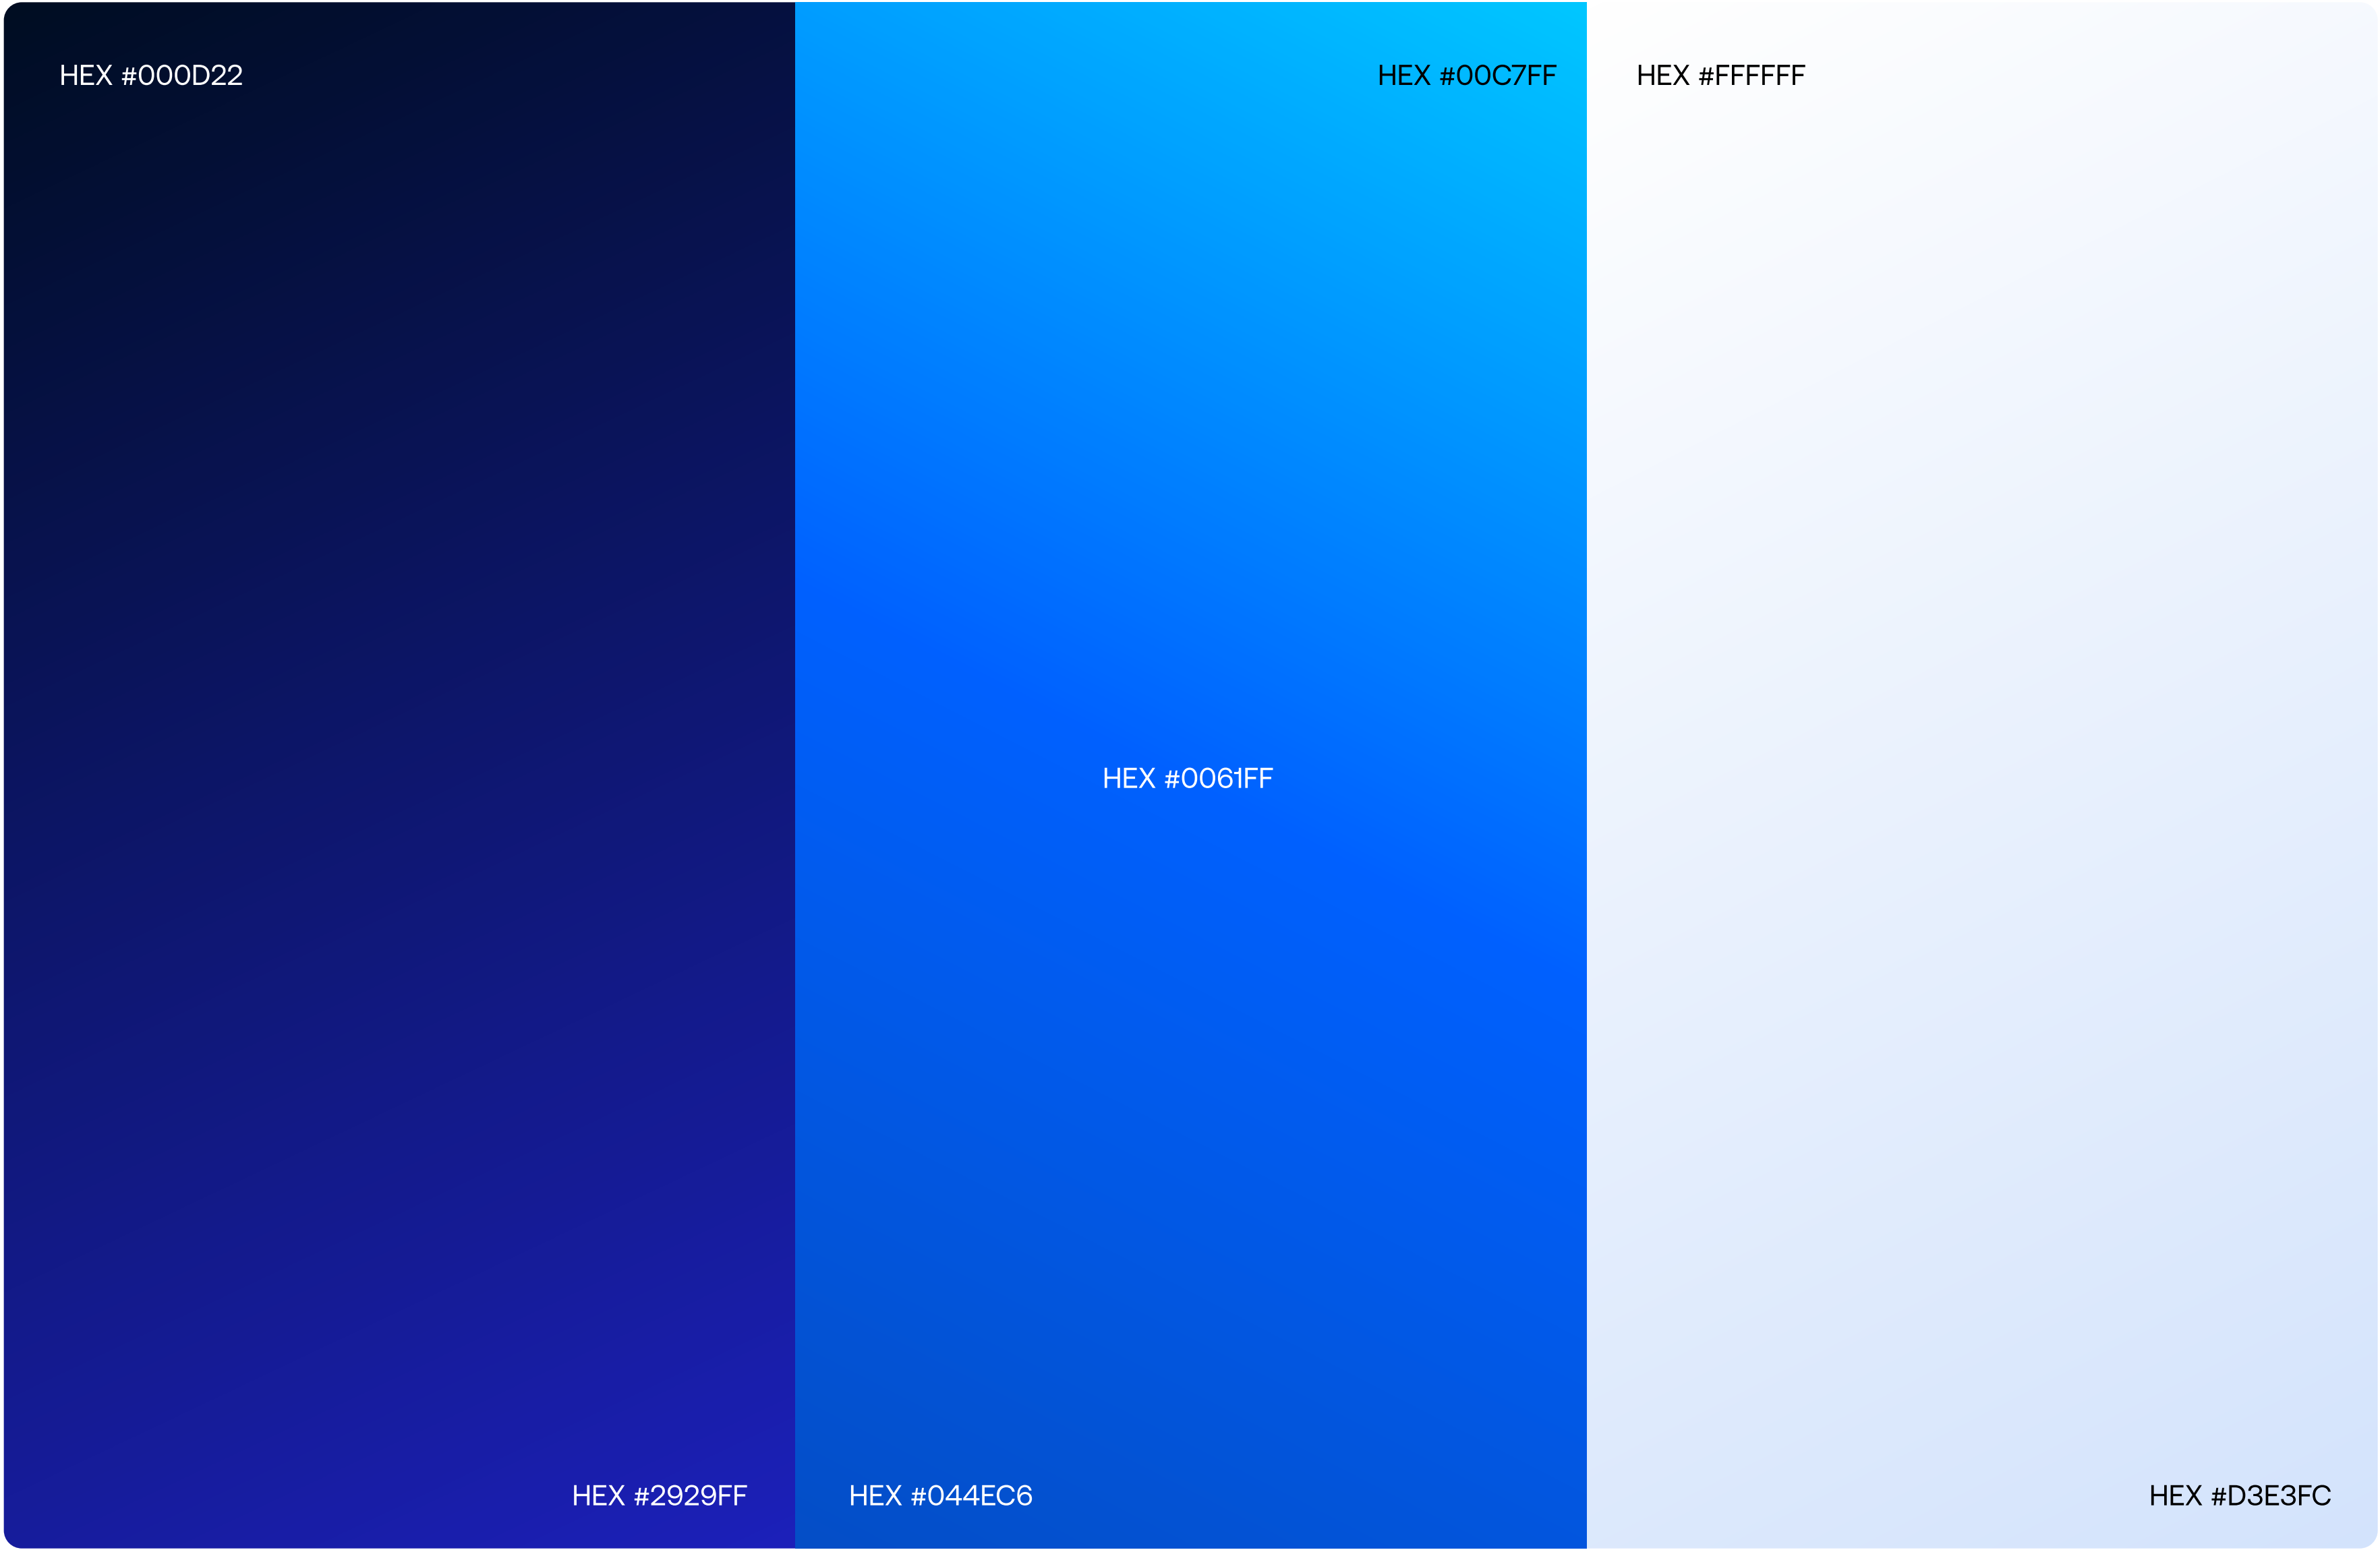 HEX #000D22
HEX #00C7FF
HEX #FFFFFF
HEX #0061FF
HEX #2929FF
HEX #044EC6
HEX #D3E3FC